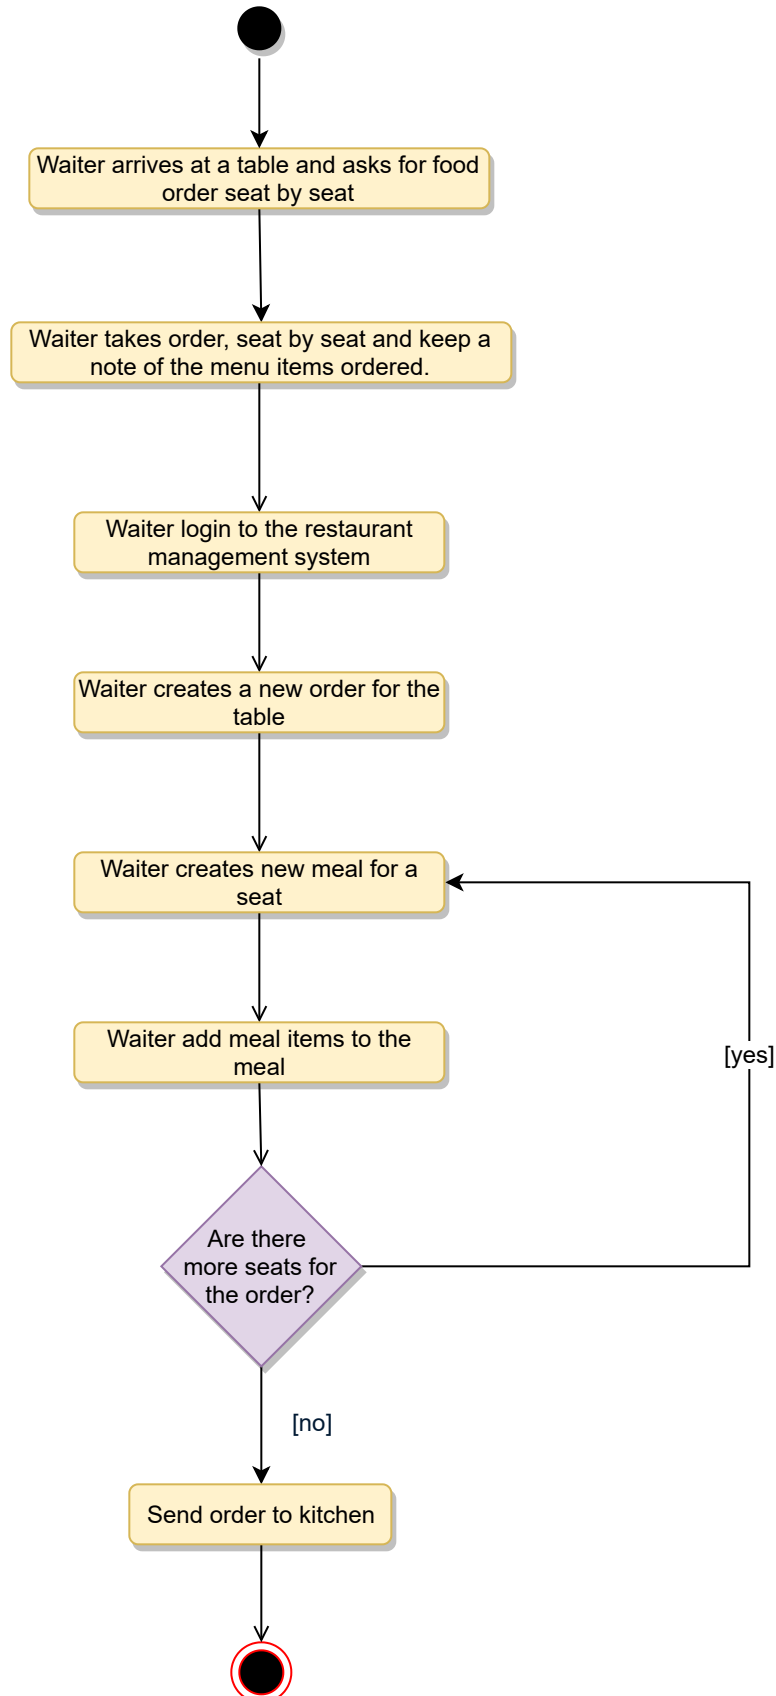 Waiter arrives at a table and asks for food
order seat by seat
Waiter takes order, seat by seat and keep a
note of the menu items ordered.
Waiter login to the restaurant
management system
Waiter creates a new order for the
table
Waiter creates new meal for a
seat
Waiter add meal items to the
meal
[yes]
Are there
more seats for
the order?
[no]
Send order to kitchen